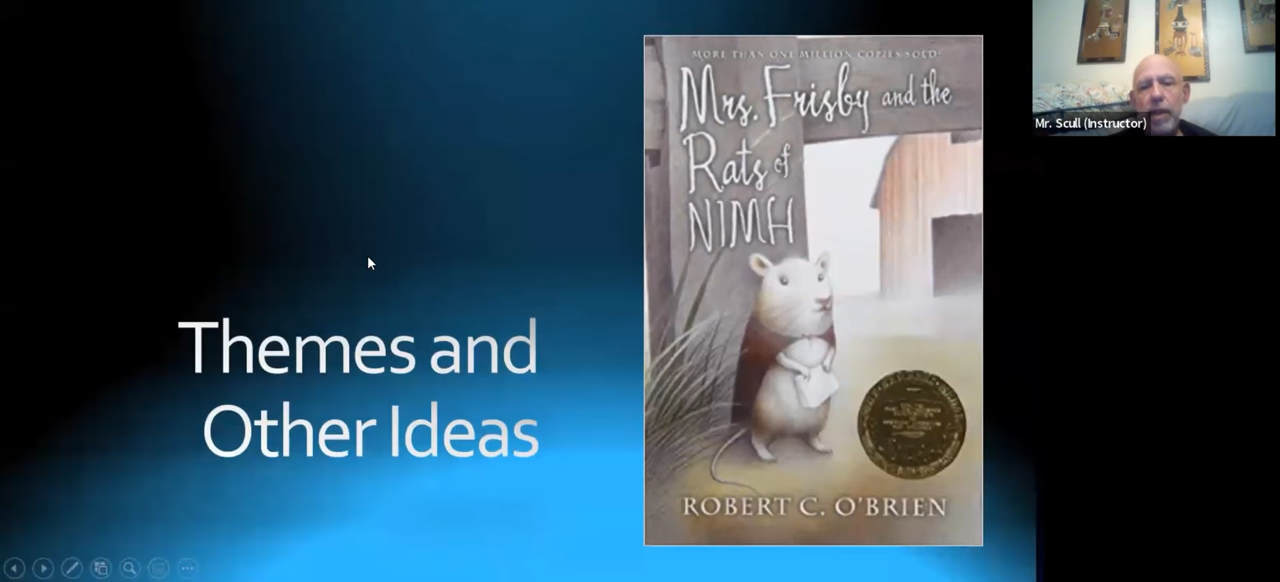 MORE THAN ONE MILLION COPIES SOLD!
Mrs. Frisby and the
Rats of
NIMH
ROBERT C. O'BRIEN
Themes and
Other Ideas
Mr. Scull (Instructor)